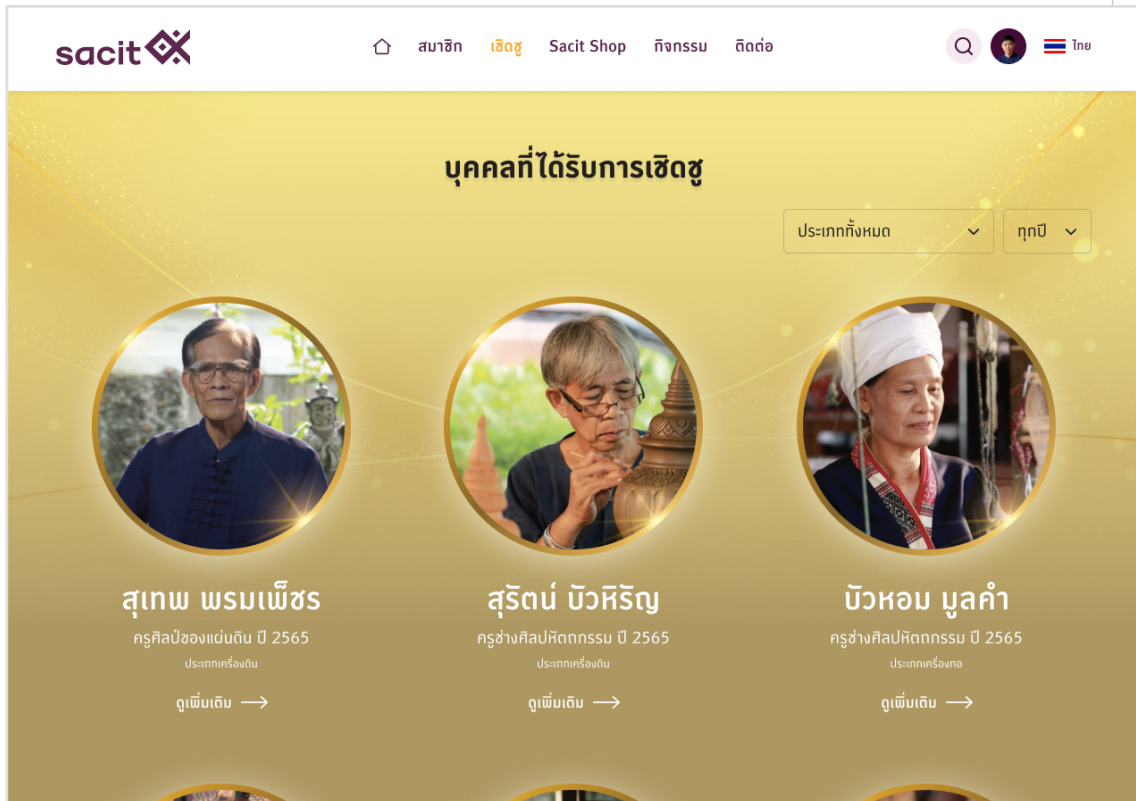 sacit
สมาชิก เชิดชู Sacit Shop กิจกรรม ติดต่อ ไทย
บุคคลที่ได้รับการเชิดชู
ประเภททั้งหมด ทุกปี
สุเทพ พรมเพ็ชร สุรัตน์ บัวหิรัญ บัวหอม มูลคำ
ครูศิลป์ของแผ่นดิน ปี 2565 ครูช่างศิลปหัตถกรรม ปี 2565 ครูช่างศิลปหัตถกรรม ปี 2565
ประเภทเครื่องดิน ประเภทเครื่องดิน ประเภทเครื่องทอ
ดูเพิ่มเติม ดูเพิ่มเติม ดูเพิ่มเติม